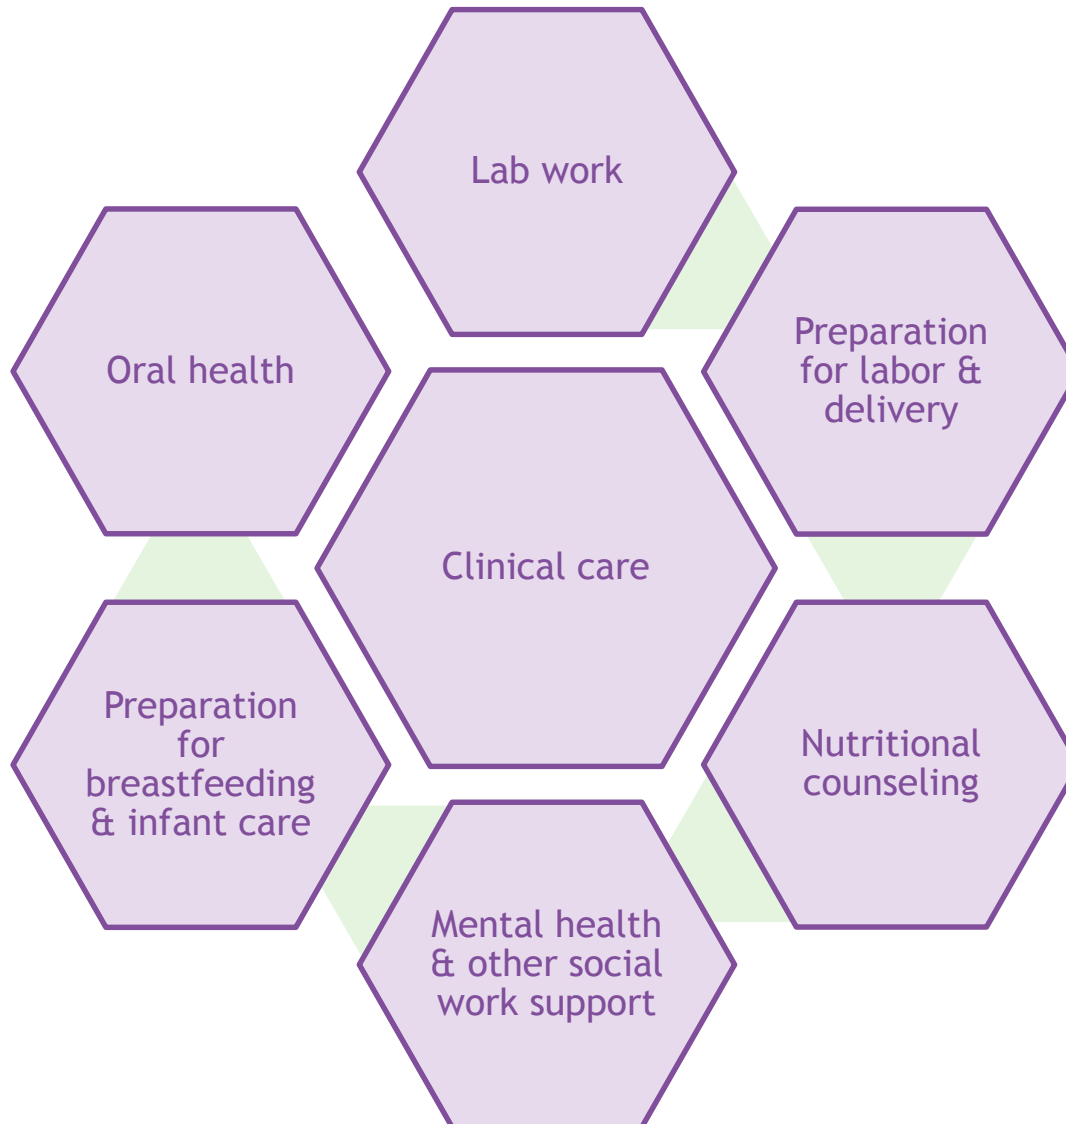 Lab work
Oral health
Preparation
for labor &
delivery
Clinical care
Preparation
for
breastfeeding
& infant care
Nutritional
counseling
Mental health
& other social
work support